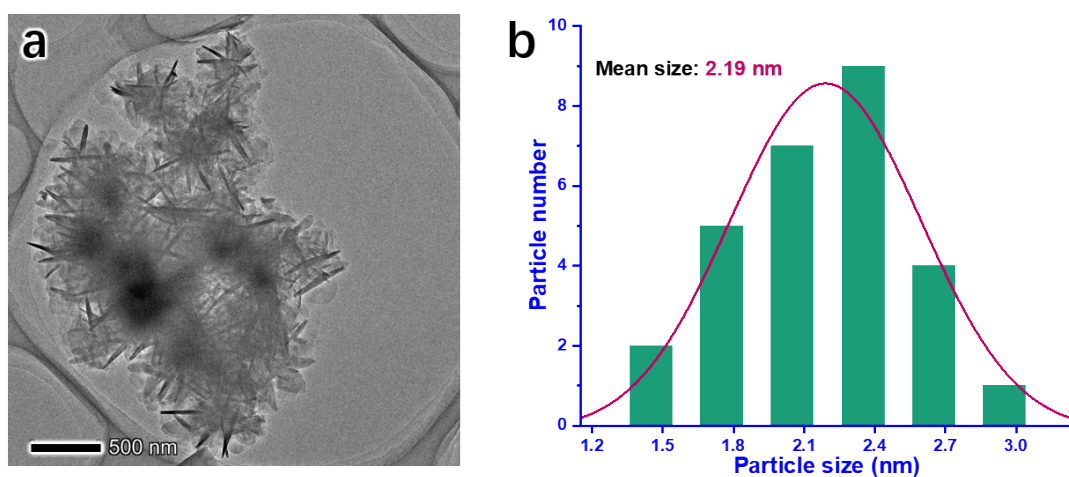 a
500 nm
b
Mean size: 2.19 nm
Particle number
10
8
6
4
2
0
1.2 1.5 1.8 2.1 2.4 2.7 3.0
Particle size (nm)